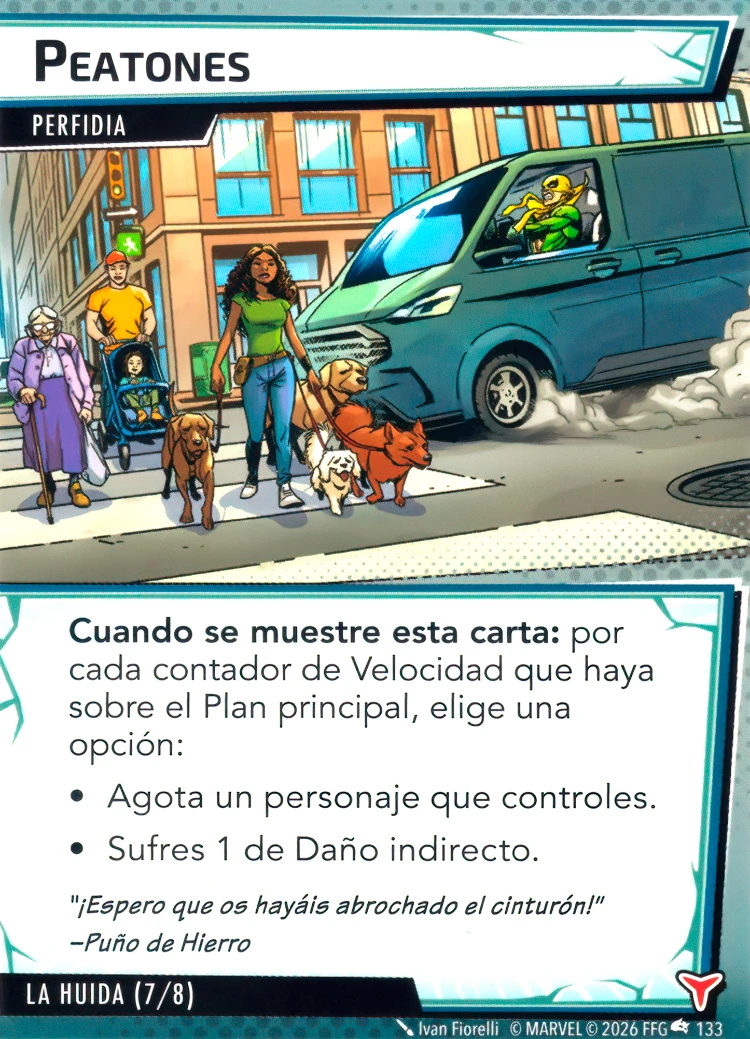 PEATONES
PERFIDIA
Cuando se muestre esta carta: por
cada contador de Velocidad que haya
sobre el Plan principal, elige una
opción:
• Agota un personaje que controles.
• Sufres 1 de Daño indirecto.
"¡Espero que os hayáis abrochado el cinturón!"
–Puño de Hierro
LA HUIDA (7/8)
Ivan Fiorelli © MARVEL © 2026 FFG 133